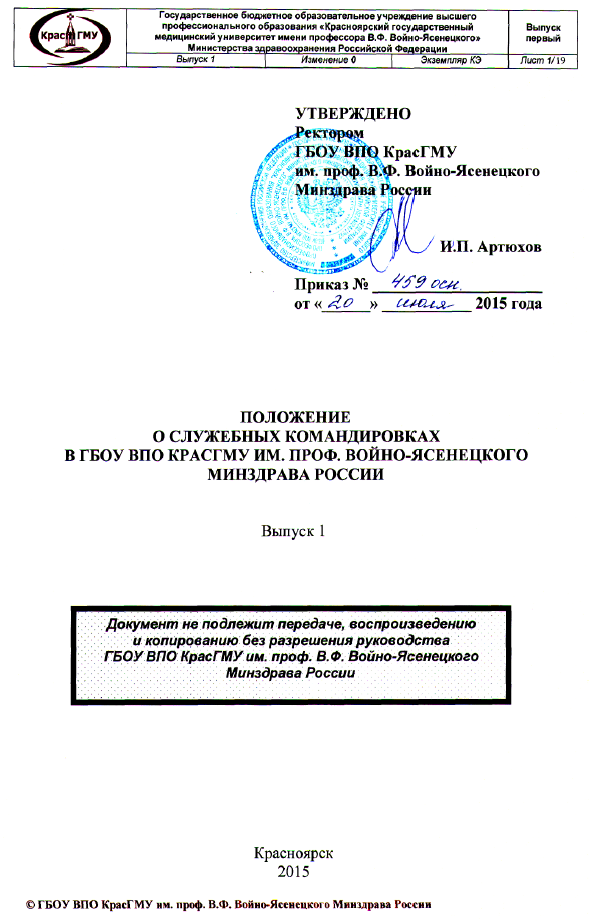 КрасГМУ
Государственное бюджетное образовательное учреждение высшего
профессионального образования «Красноярский государственный
медицинский университет имени профессора В.Ф. Войно-Ясенецкого»
Министерства здравоохранения Российской Федерации
Выпуск
первый
Выпуск 1 Изменение 0 Экземпляр КЭ Лист 1/19
УТВЕРЖДЕНО
Ректором
ГБОУ ВПО КрасГМУ
им. проф. В.Ф. Войно-Ясенецкого
Минздрава России
И.П. Артюхов
Приказ № 459 осн.
от «20» июля 2015 года
ПОЛОЖЕНИЕ
О СЛУЖЕБНЫХ КОМАНДИРОВКАХ
В ГБОУ ВПО КРАСГМУ ИМ. ПРОФ. ВОЙНО-ЯСЕНЕЦКОГО
МИНЗДРАВА РОССИИ
Выпуск 1
Документ не подлежит передаче, воспроизведению
и копированию без разрешения руководства
ГБОУ ВПО КрасГМУ им. проф. В.Ф. Войно-Ясенецкого
Минздрава России
Красноярск
2015
© ГБОУ ВПО КрасГМУ им. проф. В.Ф. Войно-Ясенецкого Минздрава России